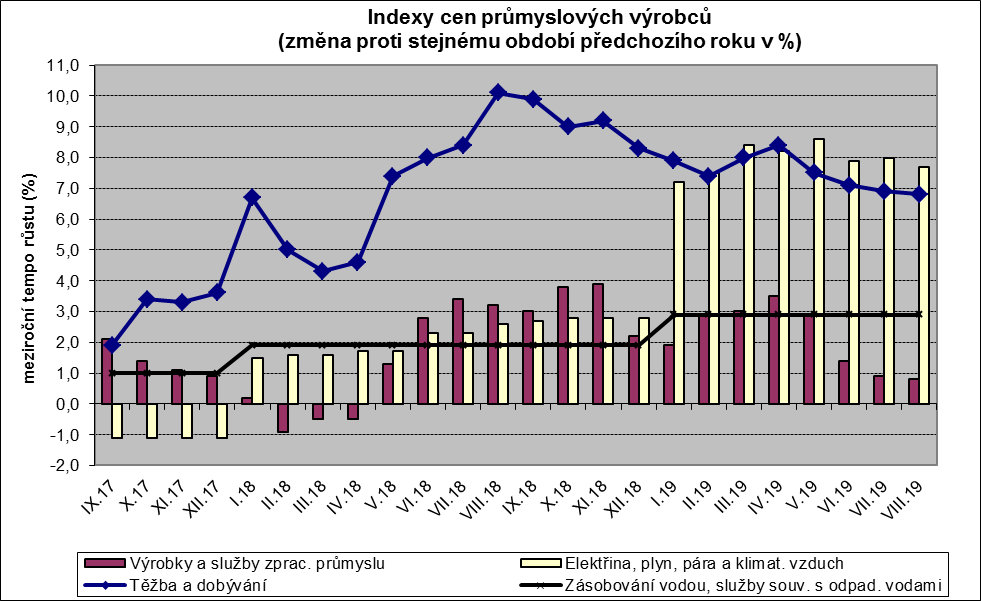 Indexy cen průmyslových výrobců
(změna proti stejnému období předchozího roku v %)
meziroční tempo růstu (%)
11,0
10,0
9,0
8,0
7,0
6,0
5,0
4,0
3,0
2,0
1,0
0,0
-1,0
-2,0
IX.17
X.17
XI.17
XII.17
I.18
II.18
III.18
IV.18
V.18
VI.18
VII.18
VIII.18
IX.18
X.18
XI.18
XII.18
I.19
II.19
III.19
IV.19
V.19
VI.19
VII.19
VIII.19
Výrobky a služby zprac. průmyslu
Elektřina, plyn, pára a klimat. vzduch
Těžba a dobývání
Zásobování vodou, služby souv. s odpad. vodami